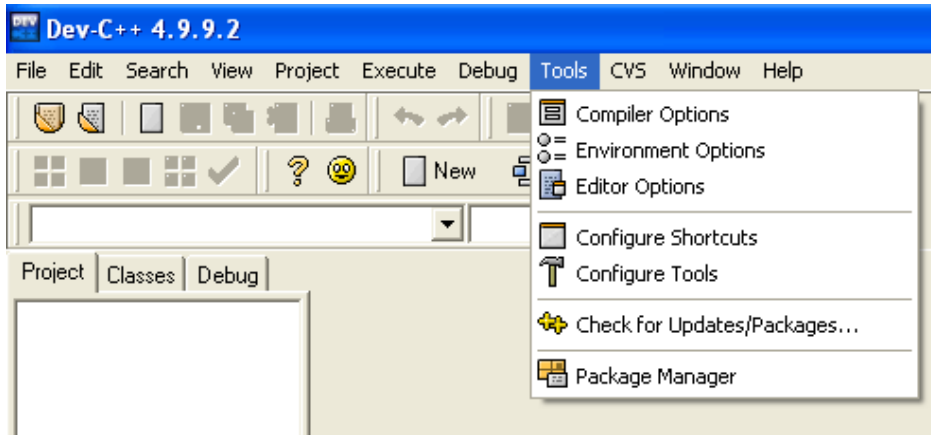 Dev-C++ 4.9.9.2
File Edit Search View Project Execute Debug Tools CVS Window Help
Compiler Options
Environment Options
Editor Options
New
Configure Shortcuts
Configure Tools
Project Classes Debug
Check for Updates/Packages...
Package Manager